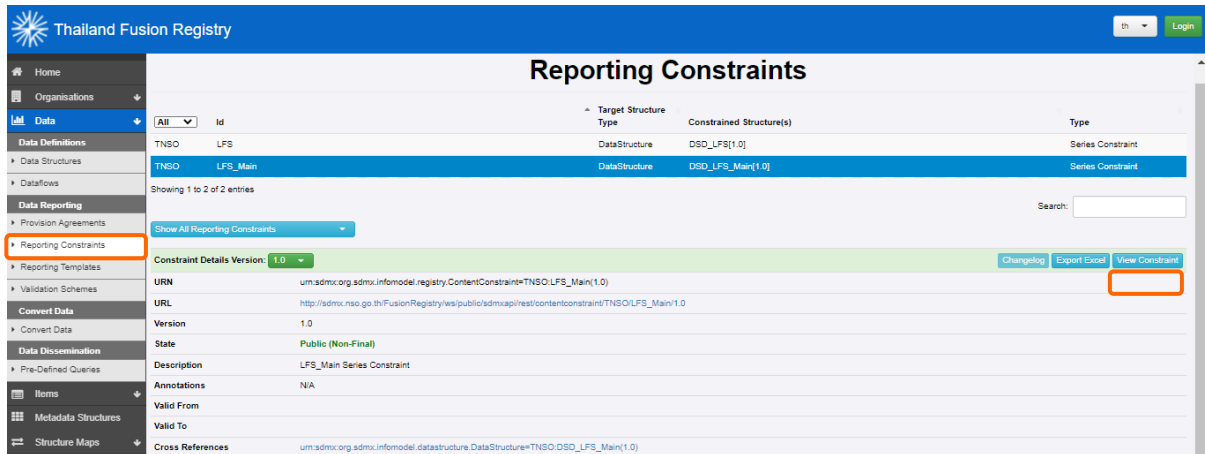 Thailand Fusion Registry
th
Login
Home
Organisations
Data
Data Definitions
Data Structures
Dataflows
Data Reporting
Provision Agreements
Reporting Constraints
Reporting Templates
Validation Schemes
Convert Data
Convert Data
Data Dissemination
Pre-Defined Queries
Items
Metadata Structures
Structure Maps
Reporting Constraints
All Id Target Structure Type Constrained Structure(s) Type
TNSO LFS DataStructure DSD_LFS[1.0] Series Constraint
TNSO LFS_Main DataStructure DSD_LFS_Main[1.0] Series Constraint
Showing 1 to 2 of 2 entries
Search:
Show All Reporting Constraints
Constraint Details Version: 1.0 Changelog Export Excel View Constraint
URN urn:sdmx:org.sdmx.infomodel.registry.ContentConstraint=TNSO:LFS_Main(1.0)
URL http://sdmx.nso.go.th/FusionRegistry/ws/public/sdmxapi/rest/contentconstraint/TNSO/LFS_Main/1.0
Version 1.0
State Public (Non-Final)
Description LFS_Main Series Constraint
Annotations N/A
Valid From
Valid To
Cross References urn:sdmx:org.sdmx.infomodel.datastructure.DataStructure=TNSO:DSD_LFS_Main(1.0)